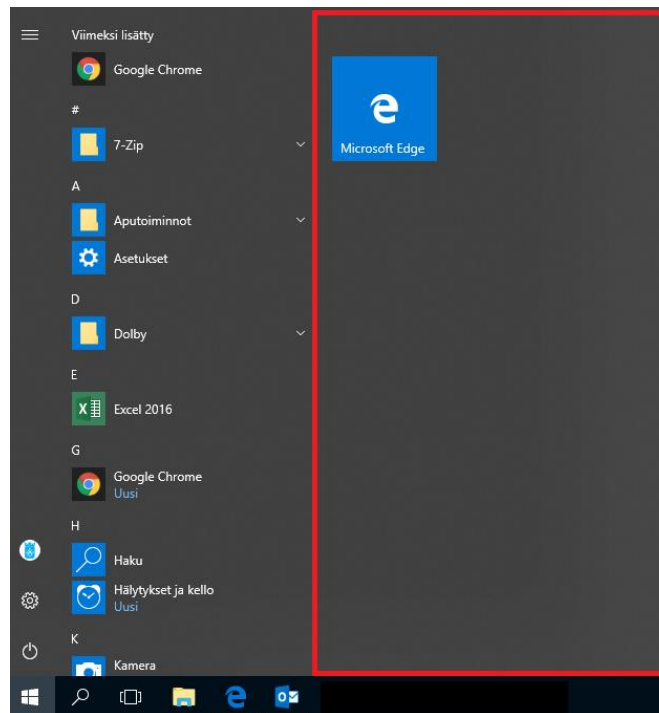 Viimeksi lisätty
Google Chrome
#
7-Zip
A
Aputoiminnot
Asetukset
D
Dolby
E
Excel 2016
G
Google Chrome
Uusi
H
Haku
Hälytykset ja kello
Uusi
K
Kamera
Microsoft Edge